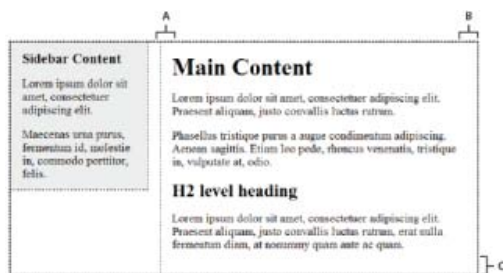 A
B
Sidebar Content
Lorem ipsum dolor sit
amet, consectetuer
adipiscing elit.
Maecenas urna purus,
fermentum id, molestie
in, commodo porttitor,
felis.
Main Content
Lorem ipsum dolor sit amet, consectetuer adipiscing elit.
Praesent aliquam, justo convallis luctus rutrum.
Phasellus tristique purus a augue condimentum adipiscing.
Aenean sagittis. Etiam leo pede, rhoncus venenatis, tristique
in, vulputate at, odio.
H2 level heading
Lorem ipsum dolor sit amet, consectetuer adipiscing elit.
Praesent aliquam, justo convallis luctus rutrum, erat nulla
fermentum diam, at nonummy quam ante ac quam.
C